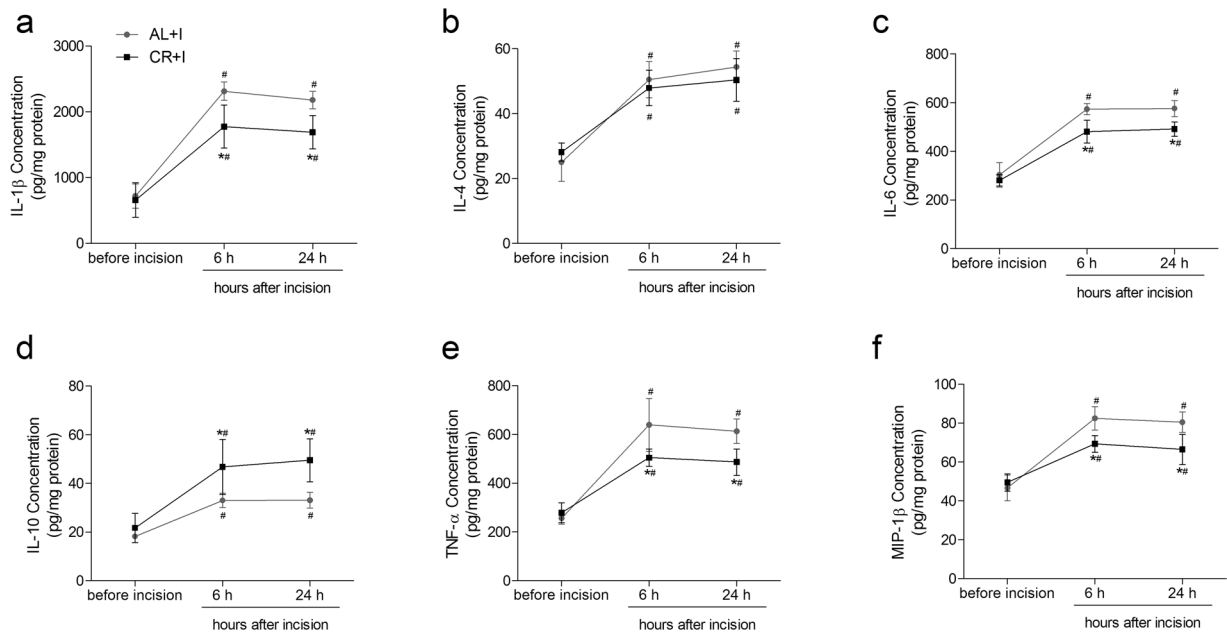 a
AL+I
CR+I
IL-1β Concentration
(pg/mg protein)
3000
2000
1000
0
#
#
*#
*#
before incision
6 h
24 h
hours after incision
b
IL-4 Concentration
(pg/mg protein)
60
40
20
0
#
#
#
#
before incision
6 h
24 h
hours after incision
c
IL-6 Concentration
(pg/mg protein)
800
600
400
200
0
#
#
*#
*#
before incision
6 h
24 h
hours after incision
d
IL-10 Concentration
(pg/mg protein)
80
60
40
20
0
*#
*#
#
#
before incision
6 h
24 h
hours after incision
e
TNF-α Concentration
(pg/mg protein)
800
600
400
200
0
#
#
*#
*#
before incision
6 h
24 h
hours after incision
f
MIP-1β Concentration
(pg/mg protein)
100
80
60
40
20
0
#
#
*#
*#
before incision
6 h
24 h
hours after incision